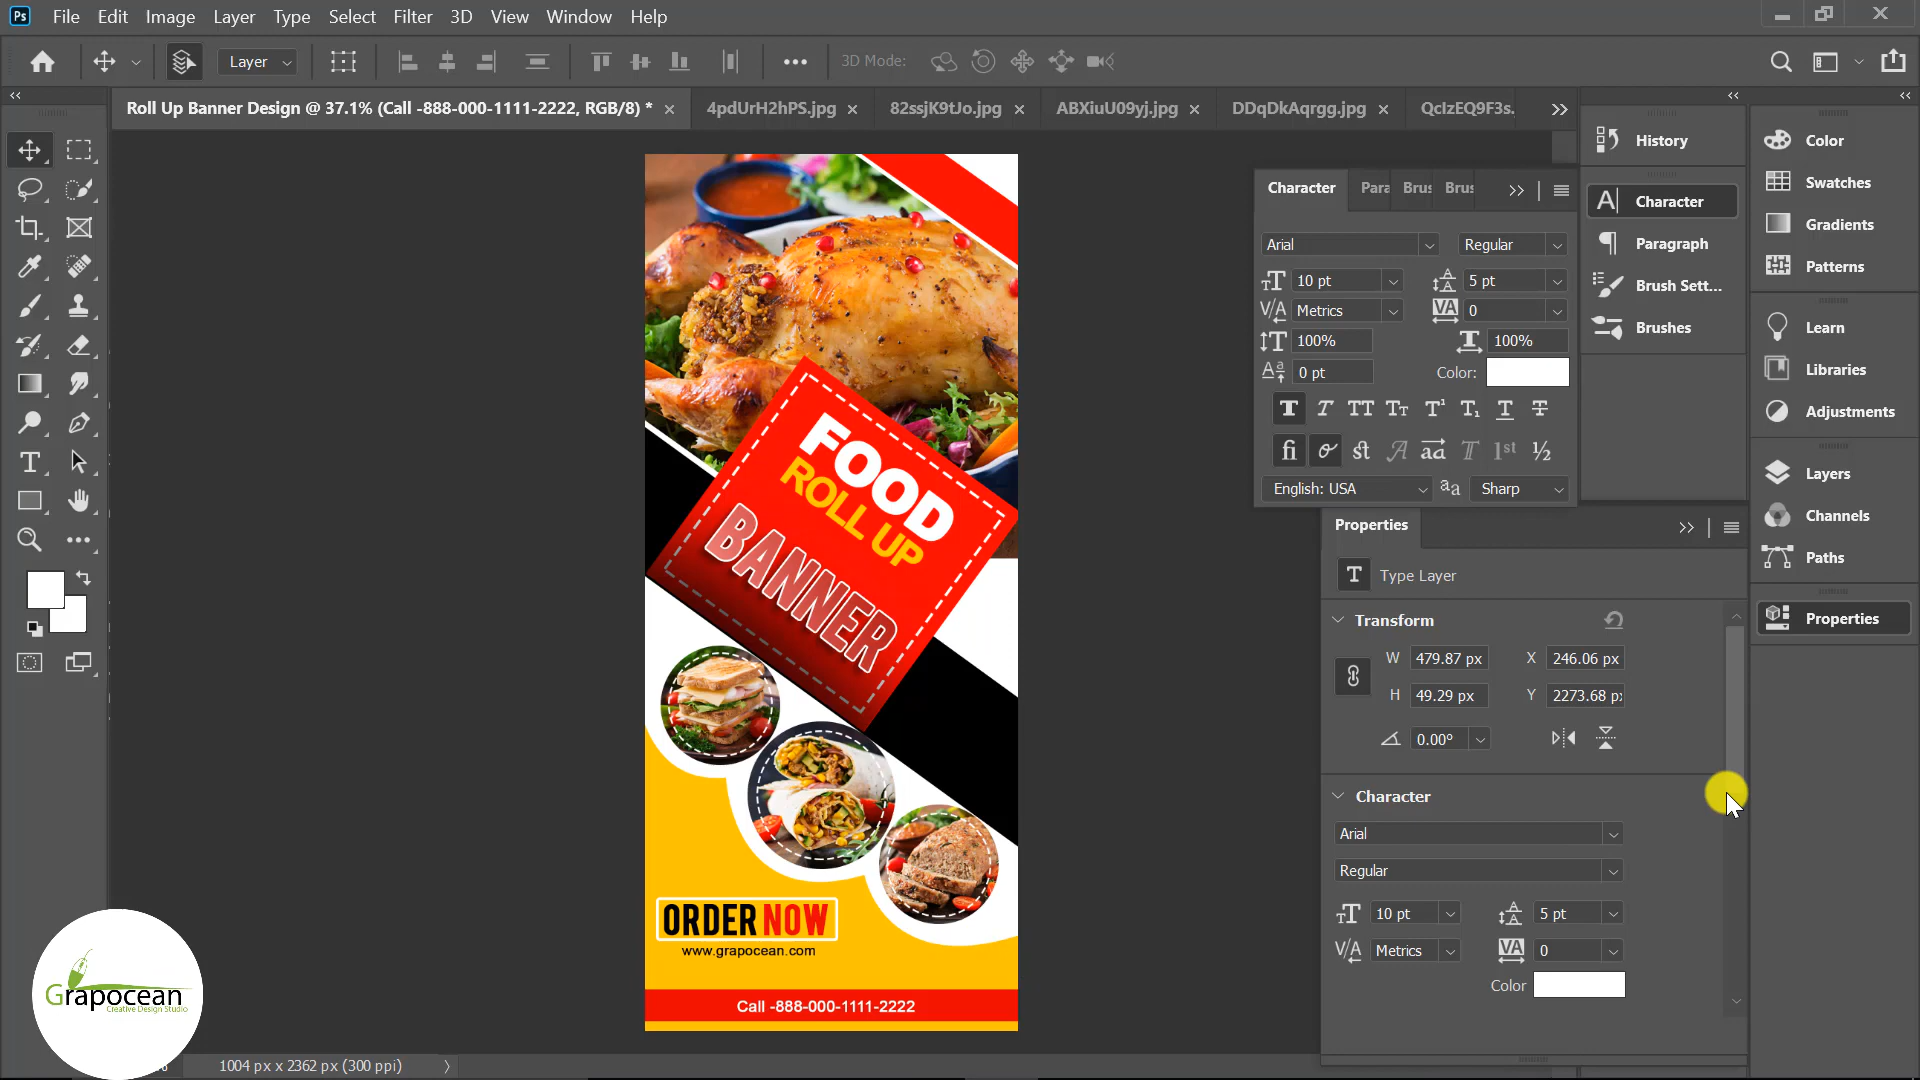 Ps File Edit Image Layer Type Select Filter 3D View Window Help
Layer 3D Mode:
Roll Up Banner Design @ 37.1% (Call -888-000-1111-2222, RGB/8) * × 4pdUrH2hPS.jpg × 82ssjK9tJo.jpg × ABXiuU09yj.jpg × DDqDkAqrgg.jpg × QcIzEQ9F3s.
History
Character
Paragraph
Brush Sett...
Brushes
Color
Swatches
Gradients
Patterns
Learn
Libraries
Adjustments
Layers
Channels
Paths
Properties
Character Para Brus Brus
Arial Regular
10 pt 5 pt
Metrics 0
100% 100%
0 pt Color:
English: USA Sharp
Properties
Type Layer
Transform
W 479.87 px X 246.06 px
H 49.29 px Y 2273.68 px
0.00°
Character
Arial
Regular
10 pt 5 pt
Metrics 0
Color
FOOD
ROLL UP
BANNER
ORDER NOW
www.grapocean.com
Call -888-000-1111-2222
Grapocean
Creative Design Studio
1004 px x 2362 px (300 ppi)